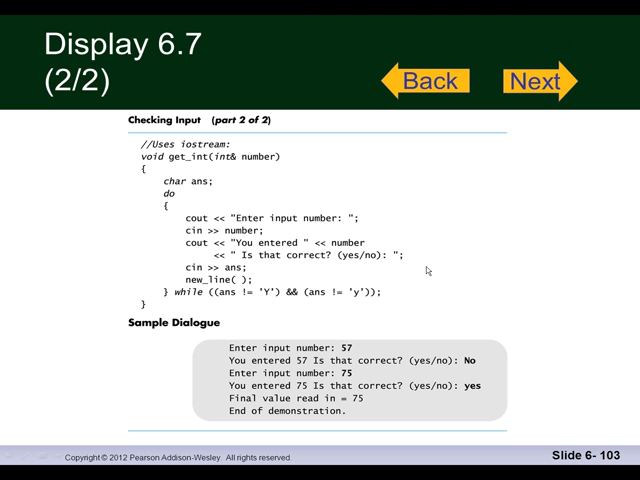 Display 6.7
(2/2)
Back
Next
Checking Input (part 2 of 2)
//Uses iostream:
void get_int(int& number)
{
    char ans;
    do
    {
        cout << "Enter input number: ";
        cin >> number;
        cout << "You entered " << number
             << " Is that correct? (yes/no): ";
        cin >> ans;
        new_line( );
    } while ((ans != 'Y') && (ans != 'y'));
}
Sample Dialogue
Enter input number: 57
You entered 57 Is that correct? (yes/no): No
Enter input number: 75
You entered 75 Is that correct? (yes/no): yes
Final value read in = 75
End of demonstration.
Copyright © 2012 Pearson Addison-Wesley. All rights reserved.
Slide 6- 103